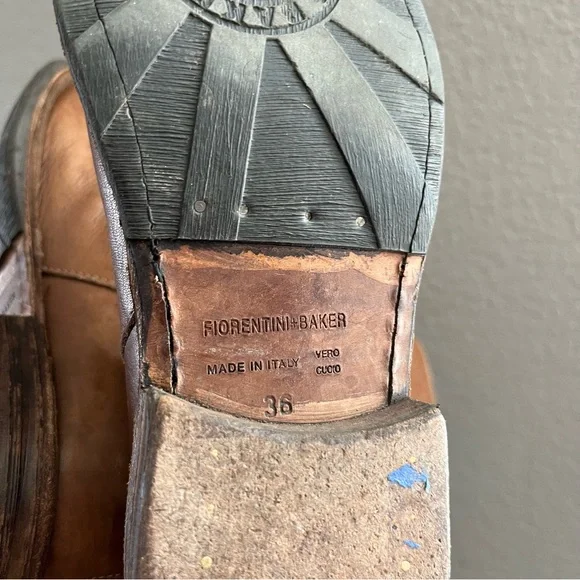 FIORENTINI+BAKER
MADE IN ITALY
VERO
CUOIO
36